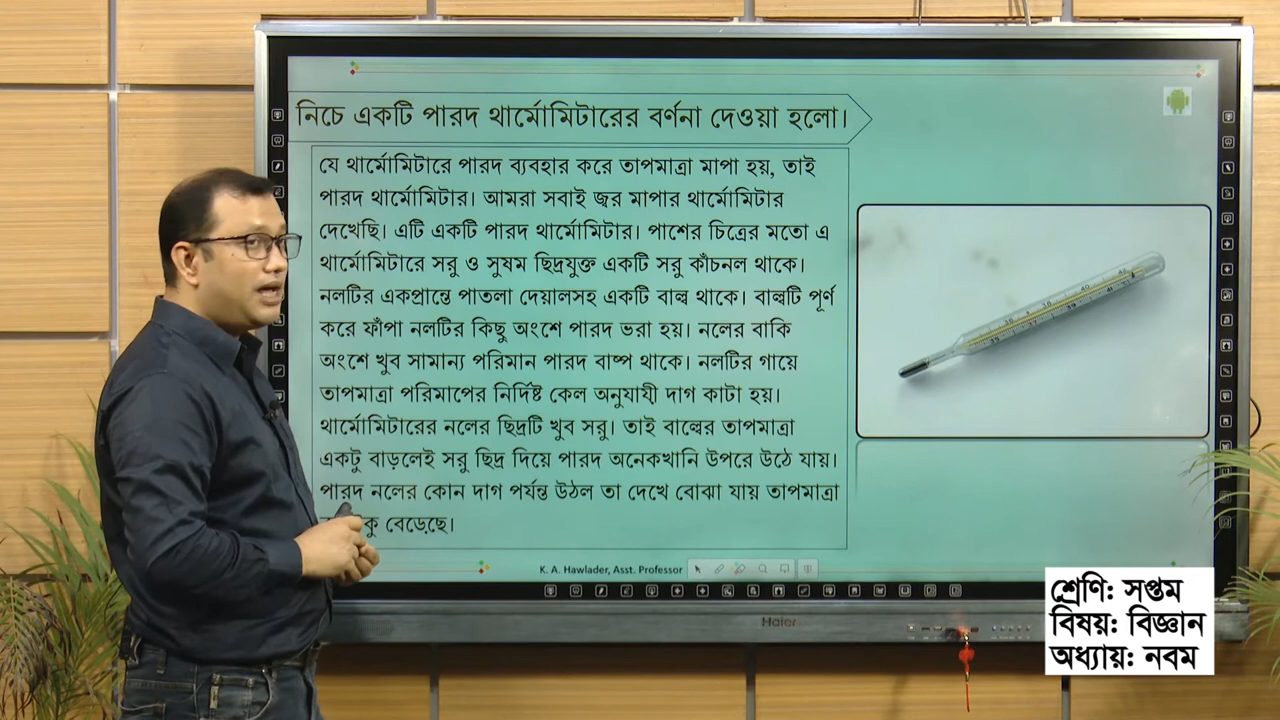 নিচে একটি পারদ থার্মোমিটারের বর্ণনা দেওয়া হলো।
যে থার্মোমিটারে পারদ ব্যবহার করে তাপমাত্রা মাপা হয়, তাই
পারদ থার্মোমিটার। আমরা সবাই জ্বর মাপার থার্মোমিটার
দেখেছি। এটি একটি পারদ থার্মোমিটার। পাশের চিত্রের মতো এ
থার্মোমিটারে সরু ও সুষম ছিদ্রযুক্ত একটি সরু কাঁচনল থাকে।
নলটির একপ্রান্তে পাতলা দেয়ালসহ একটি বাল্ব থাকে। বাল্বটি পূর্ণ
করে ফাঁপা নলটির কিছু অংশে পারদ ভরা হয়। নলের বাকি
অংশে খুব সামান্য পরিমান পারদ বাষ্প থাকে। নলটির গায়ে
তাপমাত্রা পরিমাপের নির্দিষ্ট কেল অনুযায়ী দাগ কাটা হয়।
থার্মোমিটারের নলের ছিদ্রটি খুব সরু। তাই বাল্বের তাপমাত্রা
একটু বাড়লেই সরু ছিদ্র দিয়ে পারদ অনেকখানি উপরে উঠে যায়।
পারদ নলের কোন দাগ পর্যন্ত উঠল তা দেখে বোঝা যায় তাপমাত্রা
বেড়েছে।
K. A. Hawlader, Asst. Professor
Haier
শ্রেণি: সপ্তম
বিষয়: বিজ্ঞান
অধ্যায়: নবম